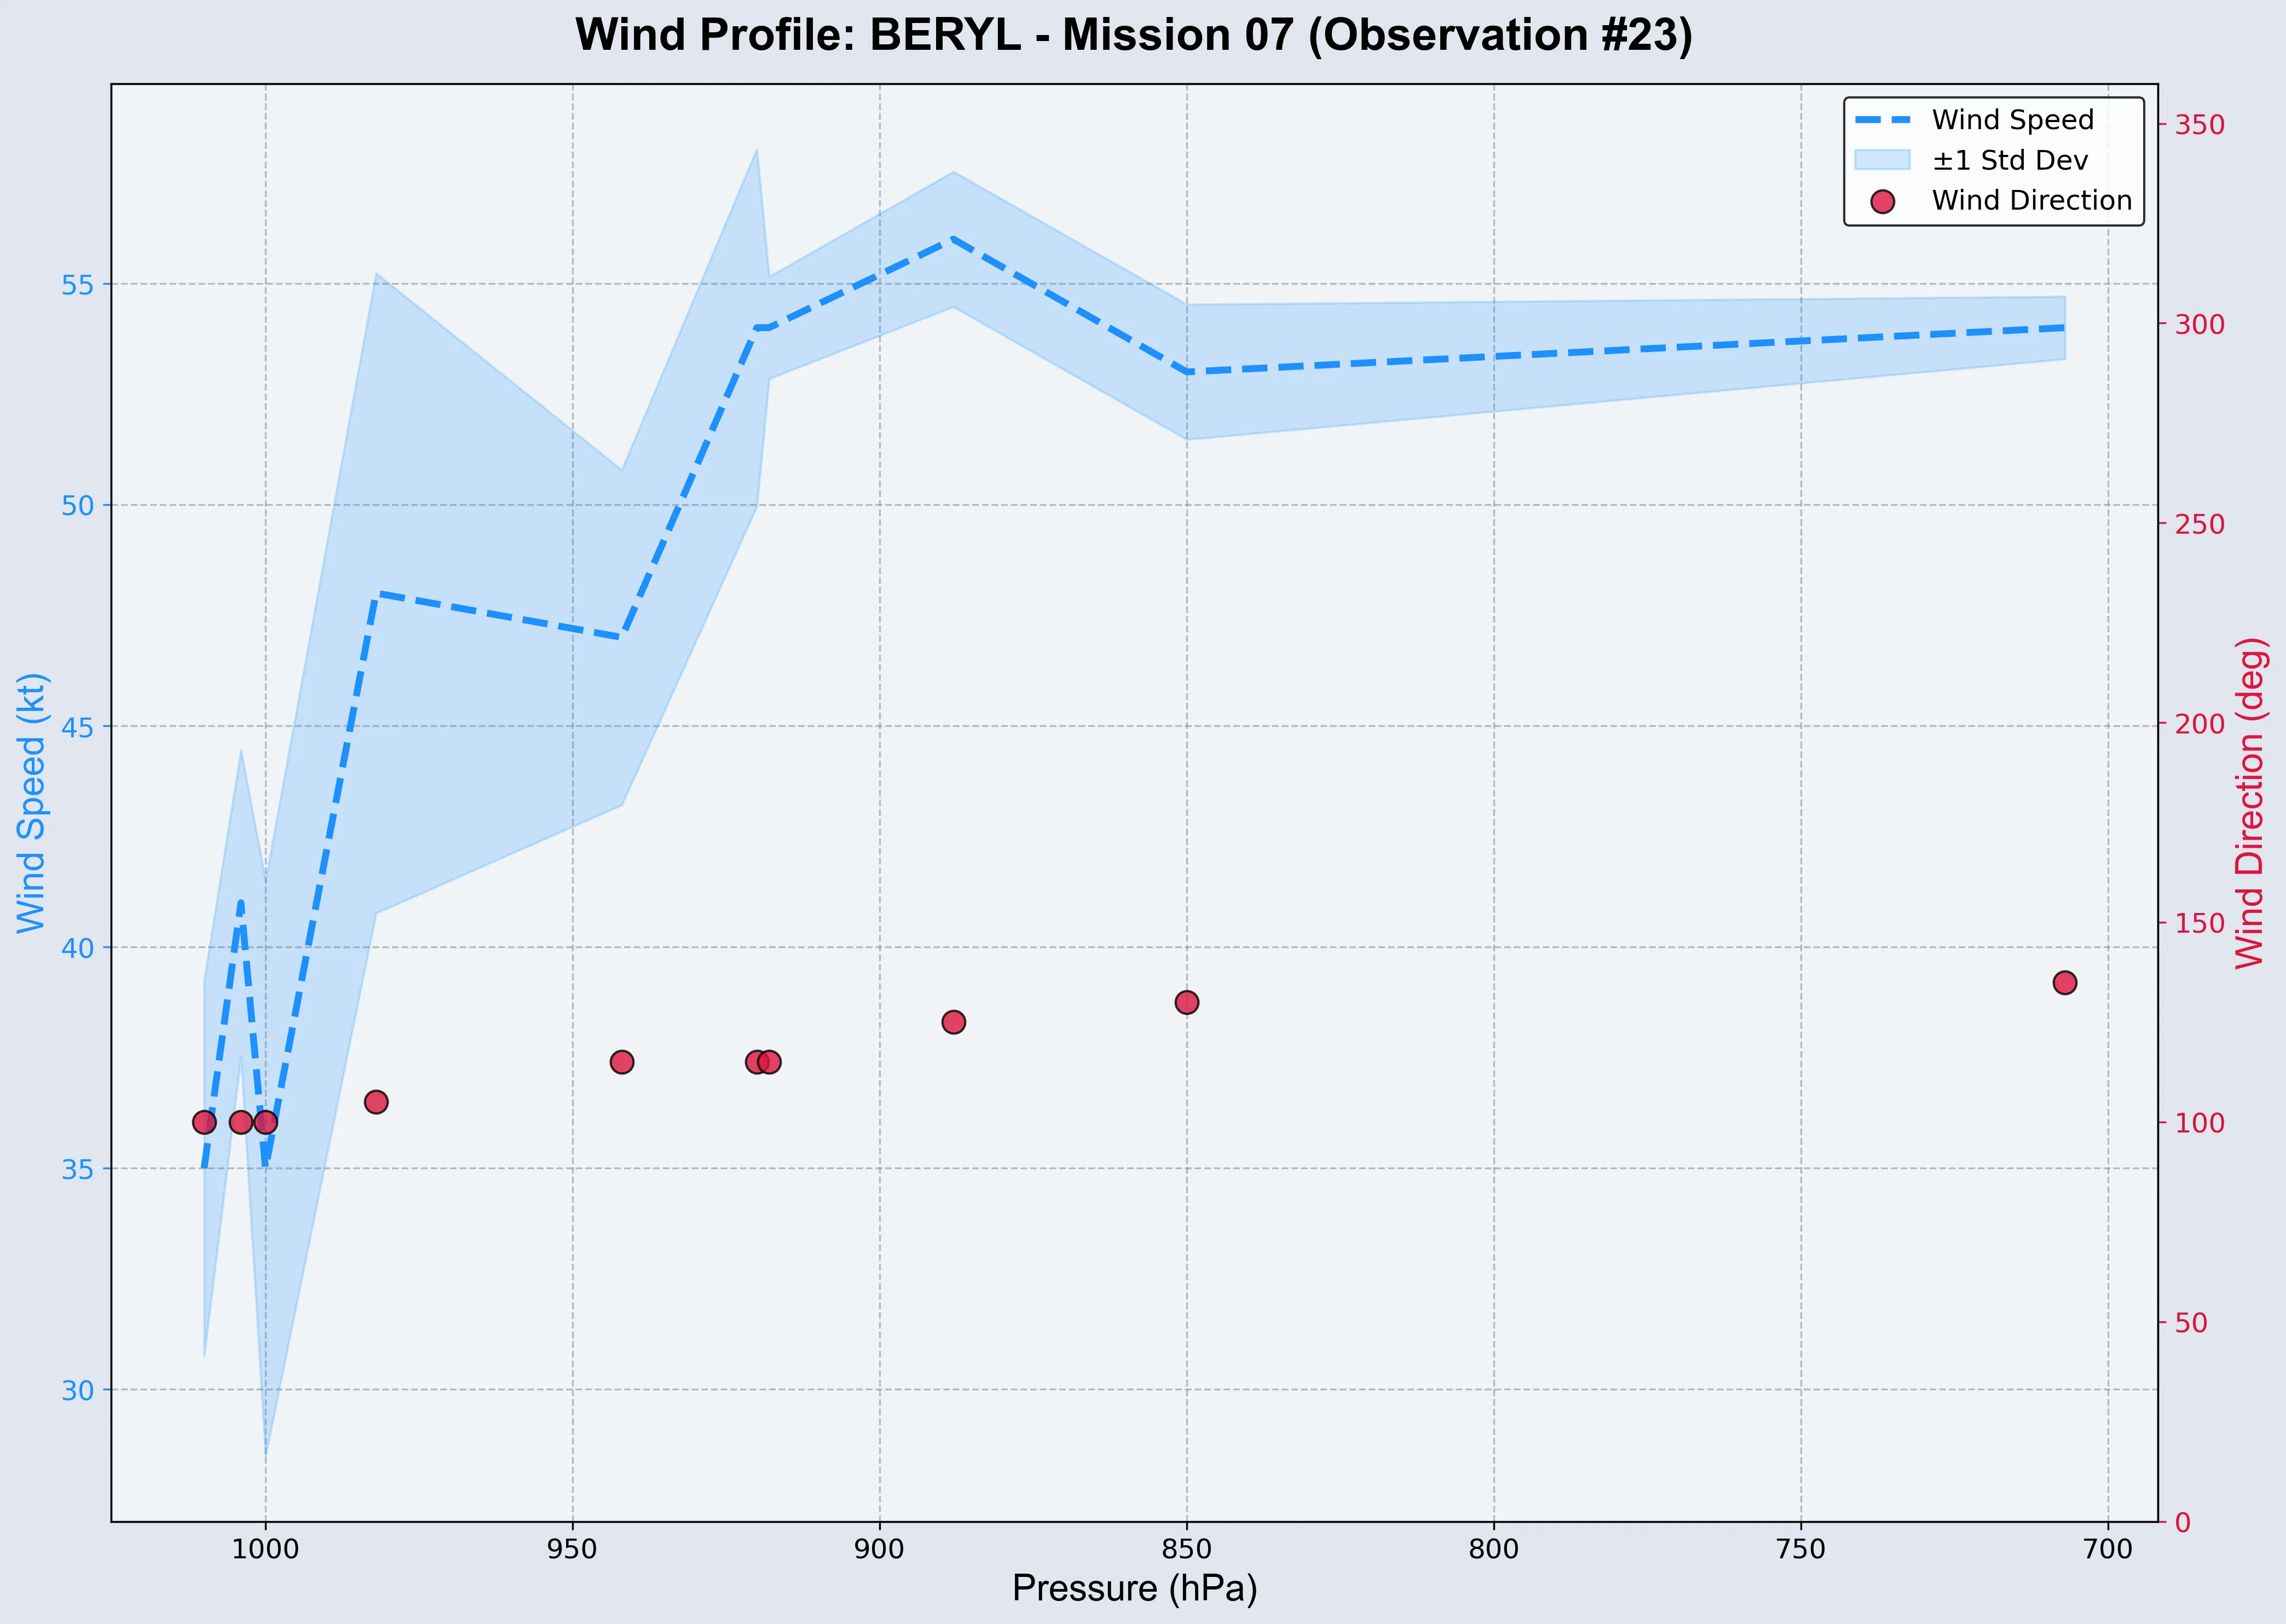 Wind Profile: BERYL - Mission 07 (Observation #23)
Wind Speed
±1 Std Dev
Wind Direction
Wind Speed (kt)
55
50
45
40
35
30
350
300
250
200
150
100
50
0
Wind Direction (deg)
1000 950 900 850 800 750 700
Pressure (hPa)